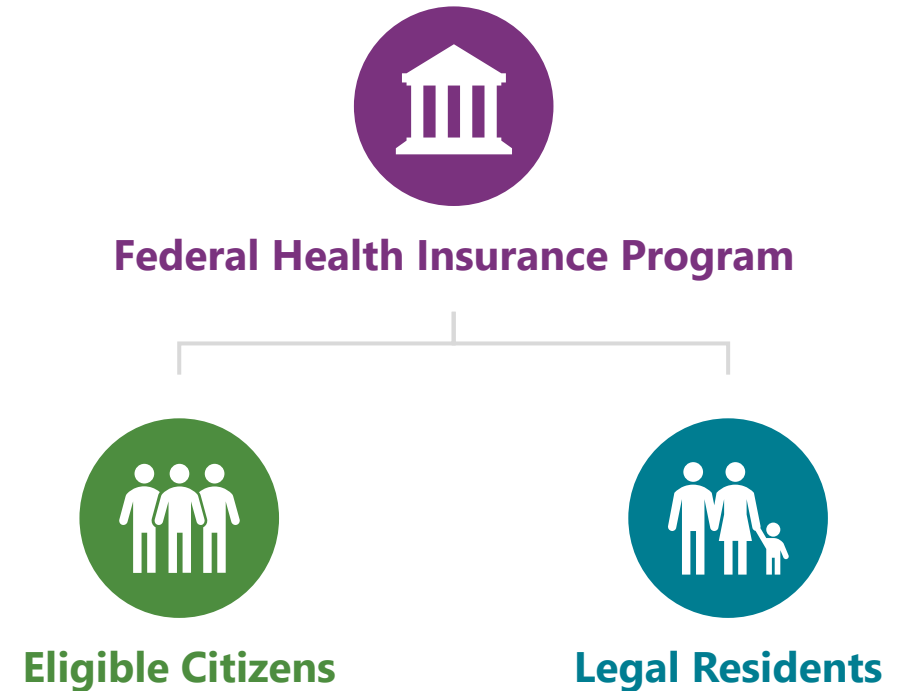 Federal Health Insurance Program
Eligible Citizens
Legal Residents